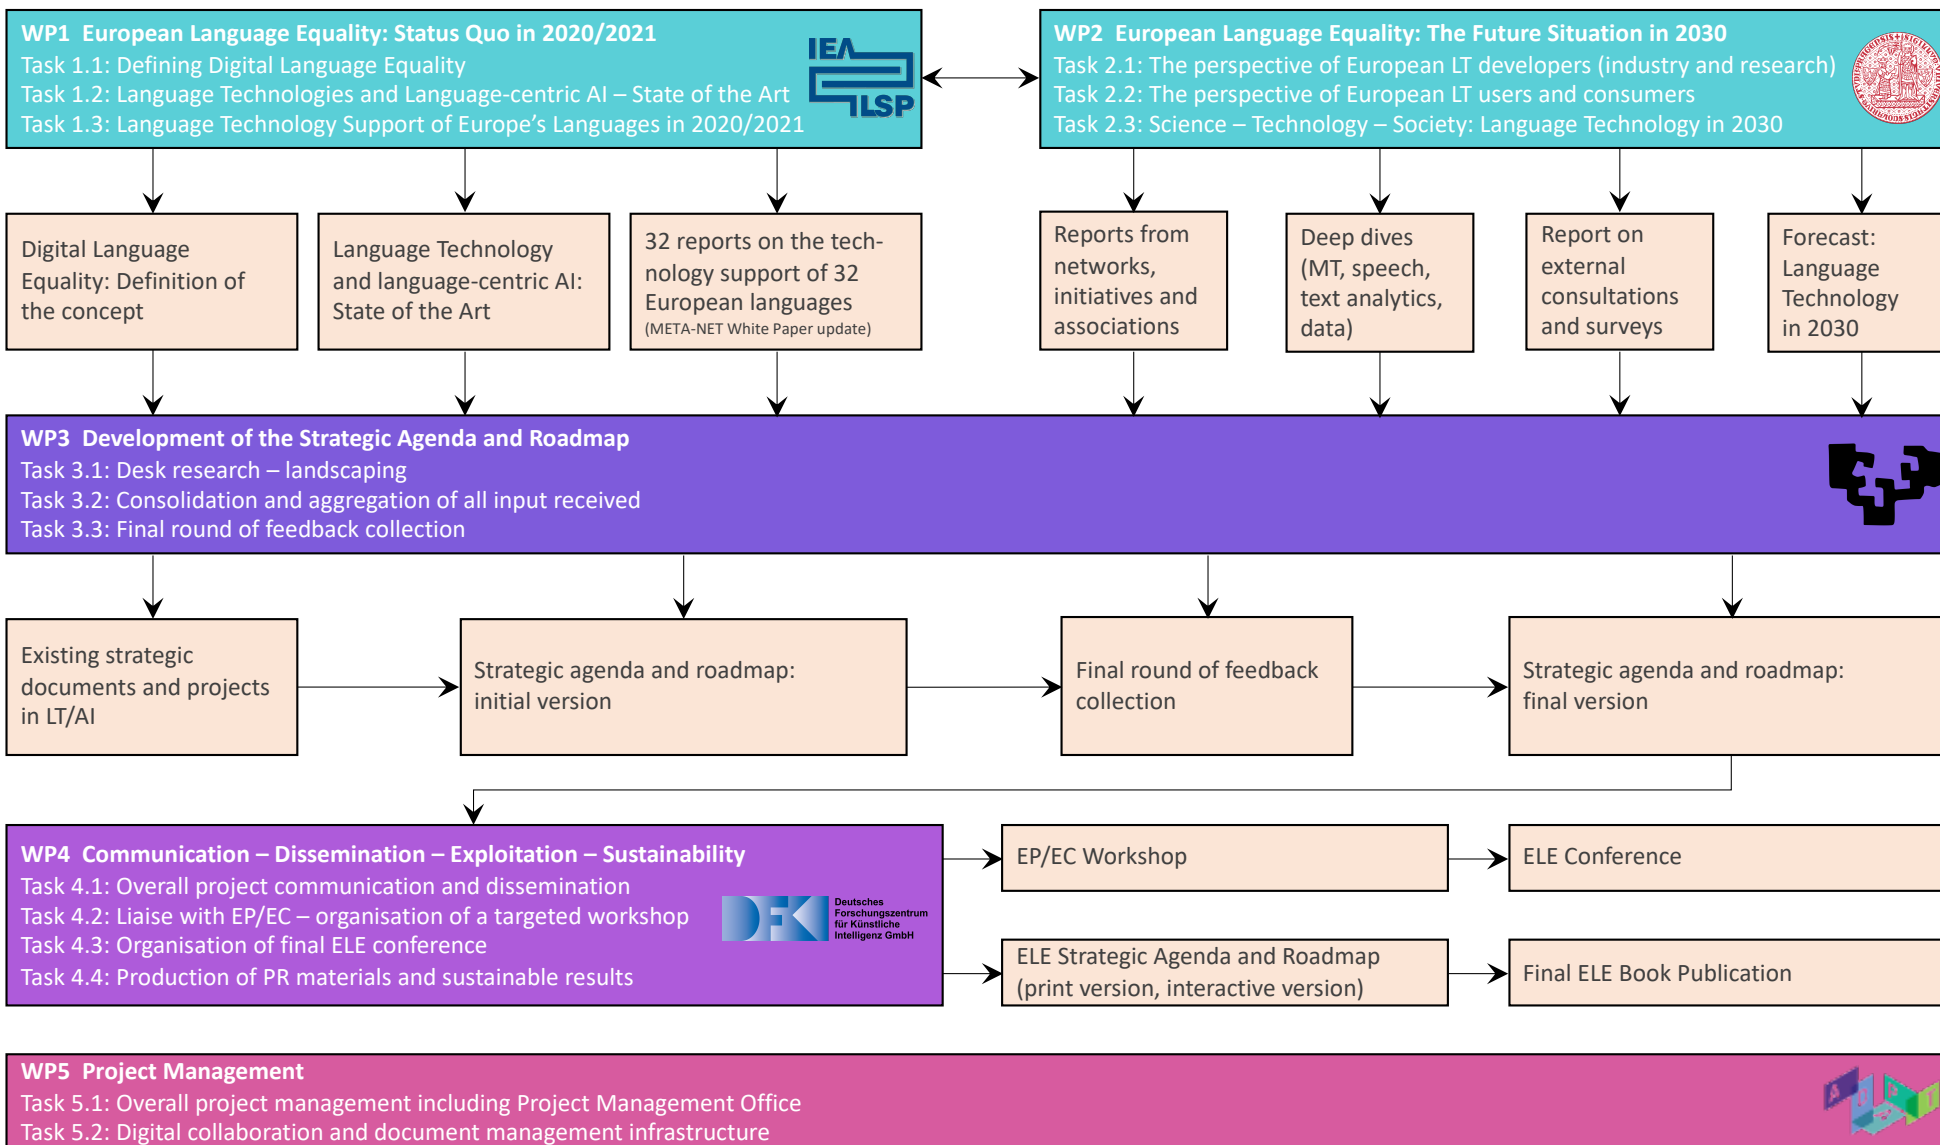 WP1 European Language Equality: Status Quo in 2020/2021
Task 1.1: Defining Digital Language Equality
Task 1.2: Language Technologies and Language-centric AI – State of the Art
Task 1.3: Language Technology Support of Europe's Languages in 2020/2021
IEA
ILSP
WP2 European Language Equality: The Future Situation in 2030
Task 2.1: The perspective of European LT developers (industry and research)
Task 2.2: The perspective of European LT users and consumers
Task 2.3: Science – Technology – Society: Language Technology in 2030
Digital Language
Equality: Definition of
the concept
Language Technology
and language-centric AI:
State of the Art
32 reports on the tech-
nology support of 32
European languages
(META-NET White Paper update)
Reports from
networks,
initiatives and
associations
Deep dives
(MT, speech,
text analytics,
data)
Report on
external
consultations
and surveys
Forecast:
Language
Technology
in 2030
WP3 Development of the Strategic Agenda and Roadmap
Task 3.1: Desk research – landscaping
Task 3.2: Consolidation and aggregation of all input received
Task 3.3: Final round of feedback collection
Existing strategic
documents and projects
in LT/AI
Strategic agenda and roadmap:
initial version
Final round of feedback
collection
Strategic agenda and roadmap:
final version
WP4 Communication – Dissemination – Exploitation – Sustainability
Task 4.1: Overall project communication and dissemination
Task 4.2: Liaise with EP/EC – organisation of a targeted workshop
Task 4.3: Organisation of final ELE conference
Task 4.4: Production of PR materials and sustainable results
DFK
Deutsches
Forschungszentrum
für Künstliche
Intelligenz GmbH
EP/EC Workshop
ELE Conference
ELE Strategic Agenda and Roadmap
(print version, interactive version)
Final ELE Book Publication
WP5 Project Management
Task 5.1: Overall project management including Project Management Office
Task 5.2: Digital collaboration and document management infrastructure
ADAPT